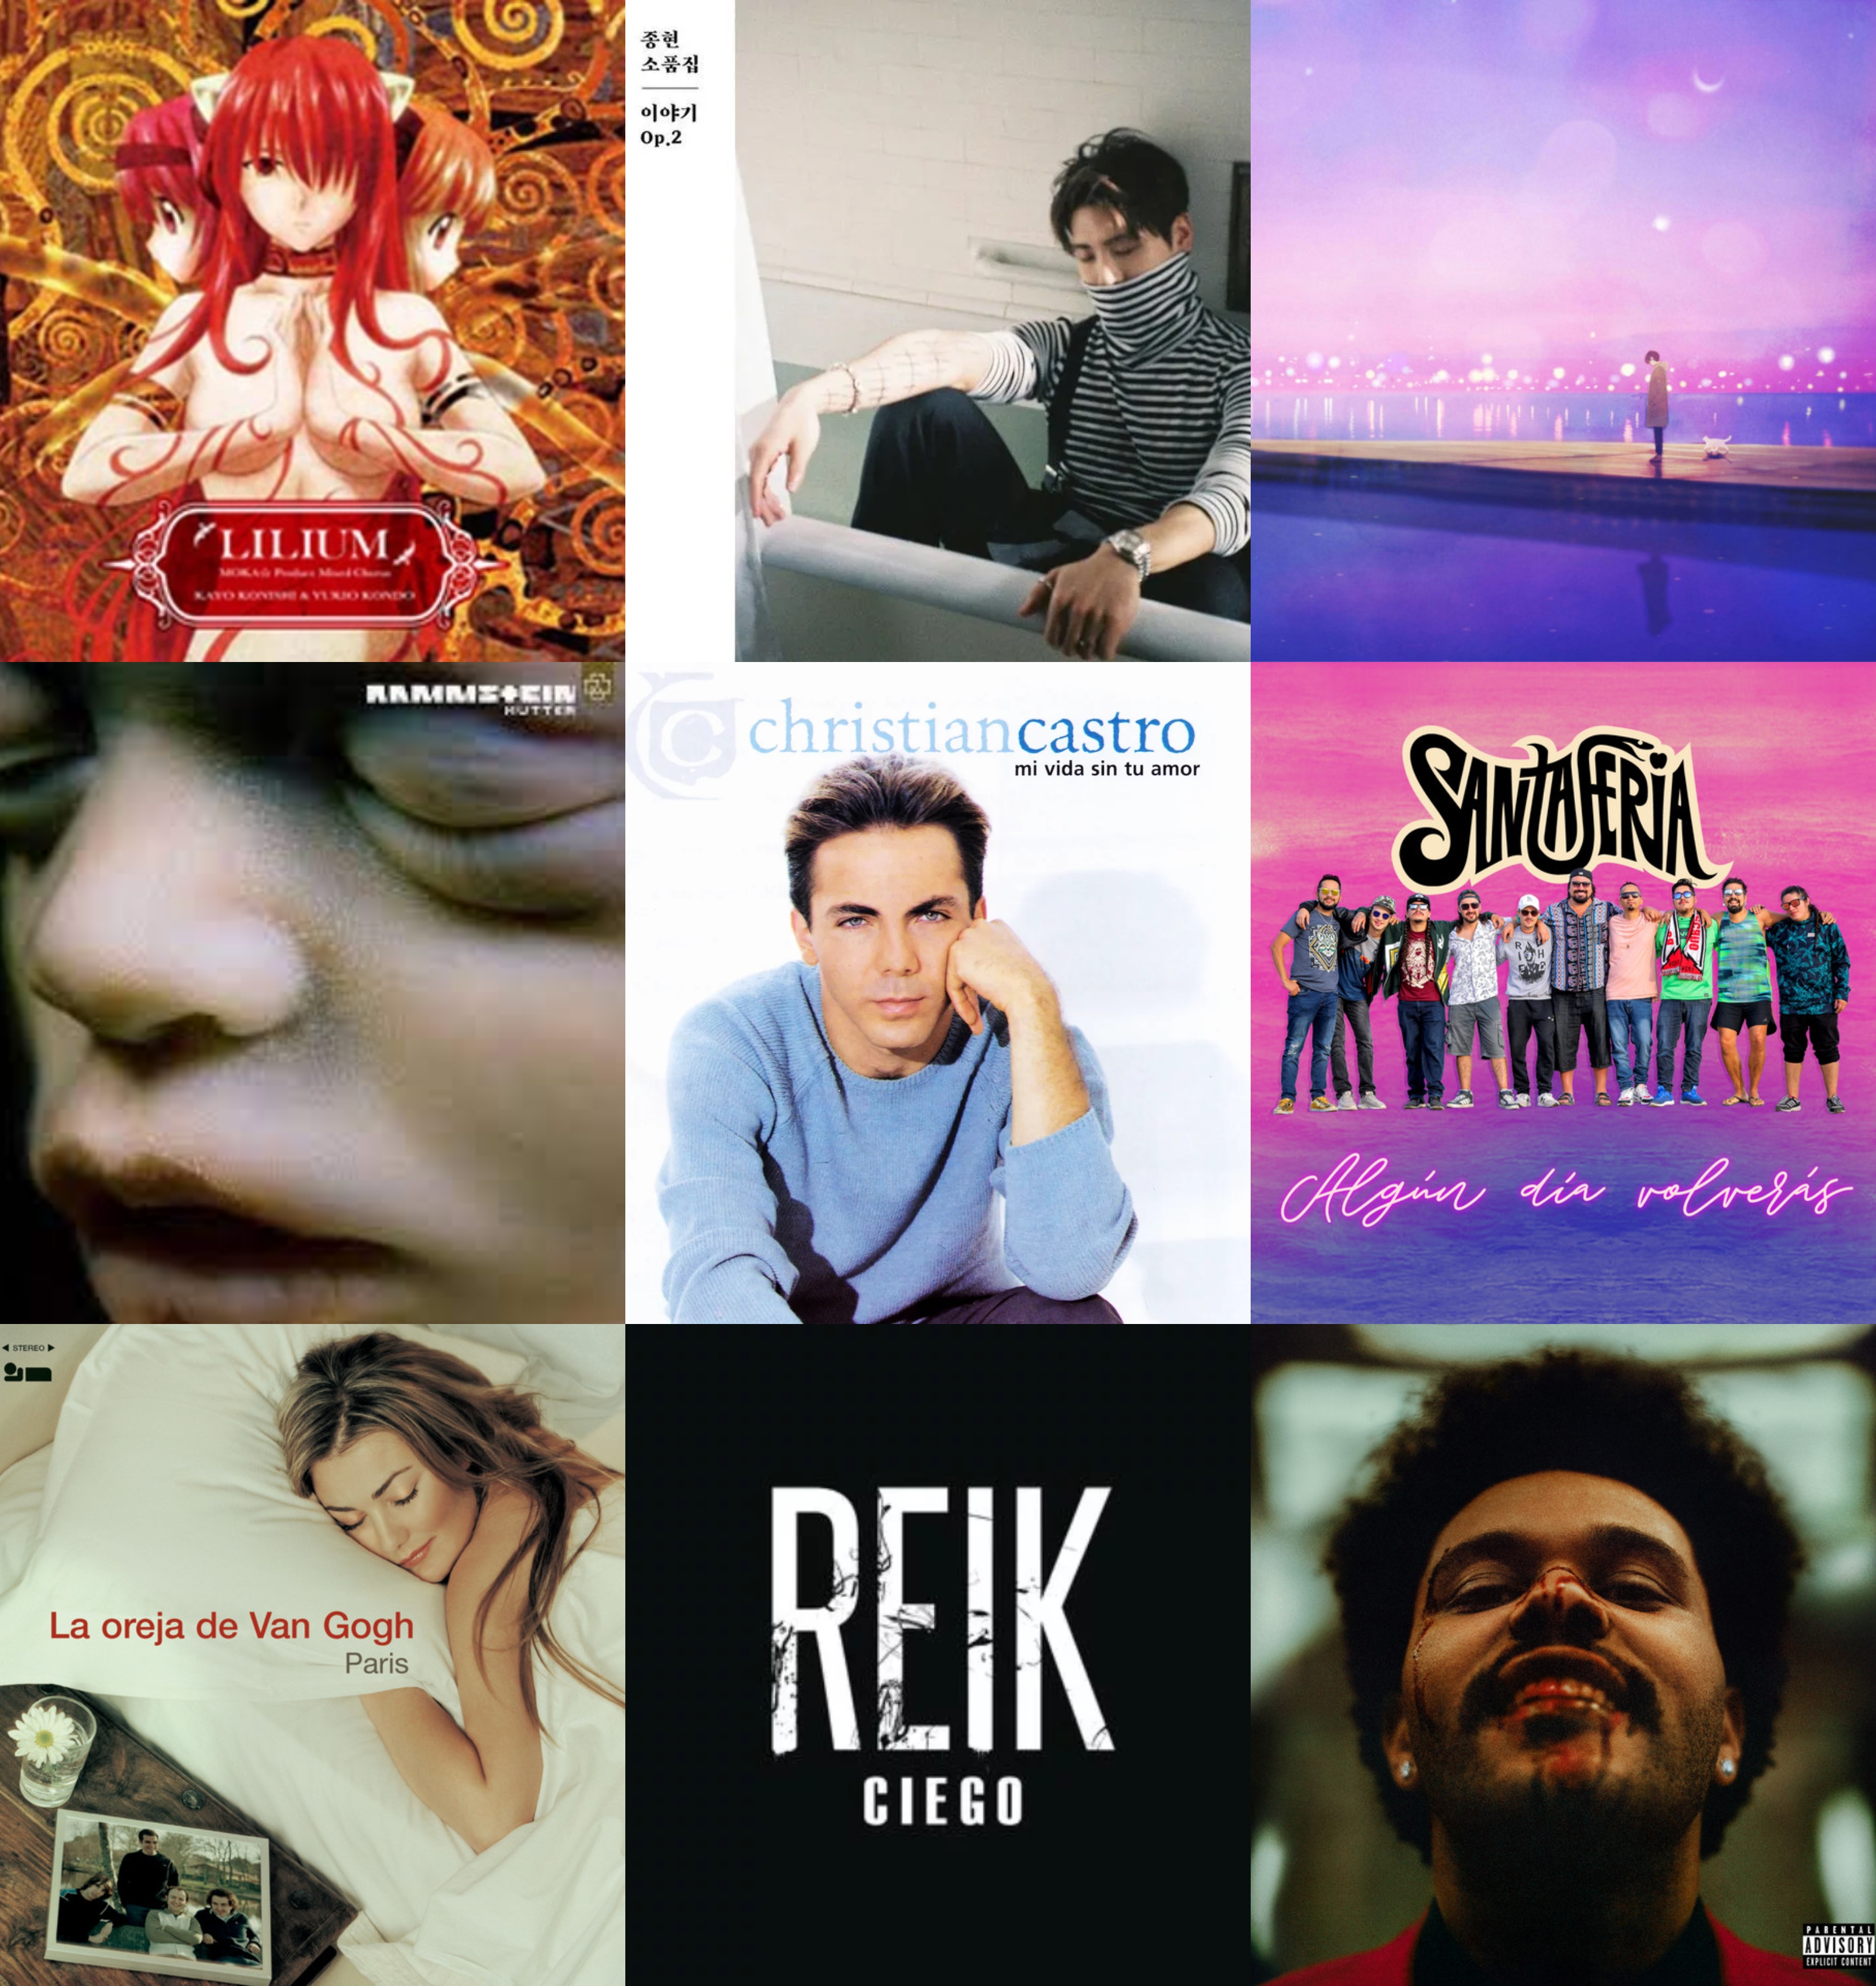 LILIUM
MOKA☆ Produce Mixed Chorus
KAYO KONISHI & YUKIO KONDO
종현
소품집
이야기
Op.2
RAMMSTEIN
MUTTER
christiancastro
mi vida sin tu amor
SANTAFERIA
Algún día volverás
STEREO
La oreja de Van Gogh
Paris
REIK
CIEGO
PARENTAL
ADVISORY
EXPLICIT CONTENT